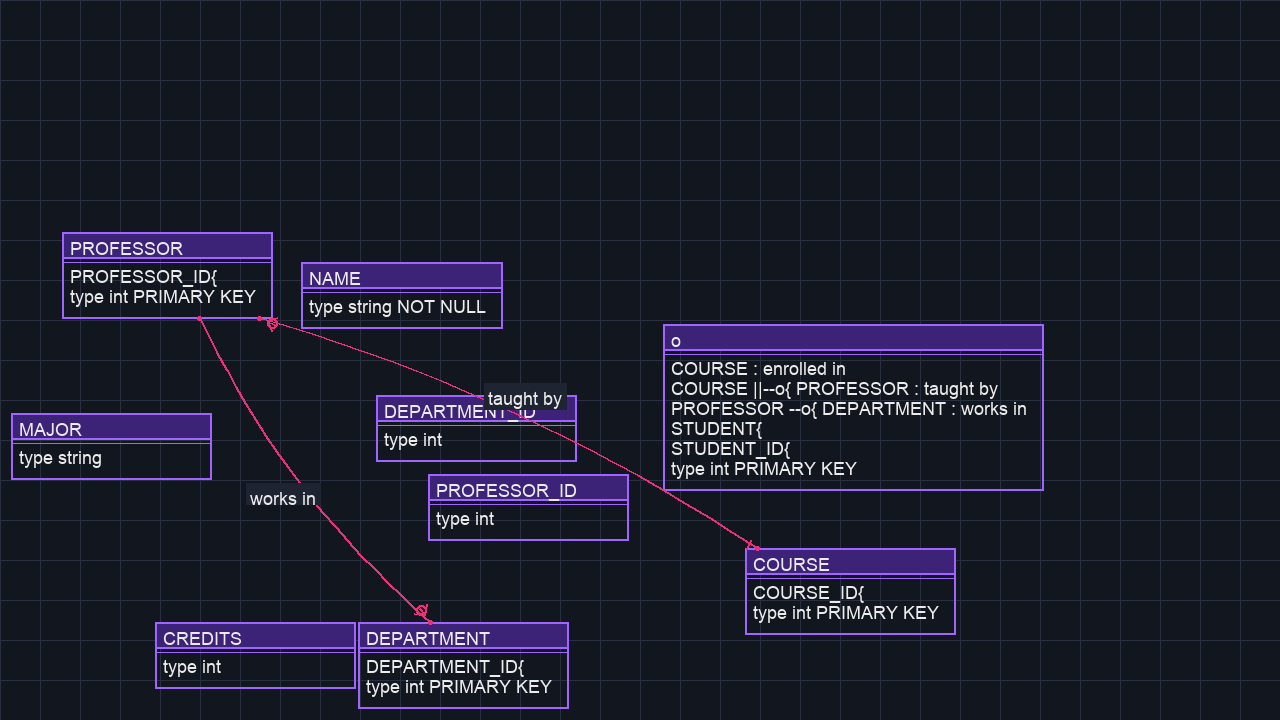 PROFESSOR
PROFESSOR_ID{
type int PRIMARY KEY
NAME
type string NOT NULL
o
COURSE : enrolled in
COURSE ||--o{ PROFESSOR : taught by
PROFESSOR --o{ DEPARTMENT : works in
STUDENT{
STUDENT_ID{
type int PRIMARY KEY
taught by
DEPARTMENT_ID
type int
MAJOR
type string
PROFESSOR_ID
type int
works in
COURSE
COURSE_ID{
type int PRIMARY KEY
CREDITS
type int
DEPARTMENT
DEPARTMENT_ID{
type int PRIMARY KEY